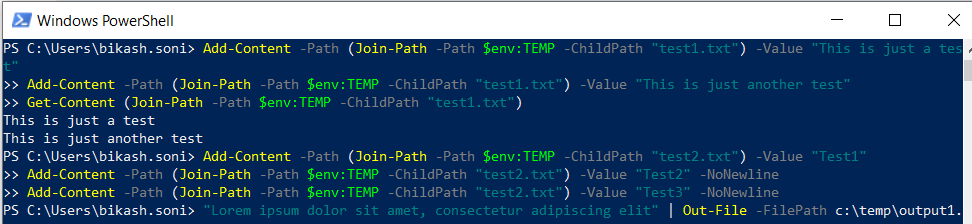 Windows PowerShell
PS C:\Users\bikash.soni> Add-Content -Path (Join-Path -Path $env:TEMP -ChildPath "test1.txt") -Value "This is just a tes
t"
>> Add-Content -Path (Join-Path -Path $env:TEMP -ChildPath "test1.txt") -Value "This is just another test"
>> Get-Content (Join-Path -Path $env:TEMP -ChildPath "test1.txt")
This is just a test
This is just another test
PS C:\Users\bikash.soni> Add-Content -Path (Join-Path -Path $env:TEMP -ChildPath "test2.txt") -Value "Test1"
>> Add-Content -Path (Join-Path -Path $env:TEMP -ChildPath "test2.txt") -Value "Test2" -NoNewline
>> Add-Content -Path (Join-Path -Path $env:TEMP -ChildPath "test2.txt") -Value "Test3" -NoNewline
PS C:\Users\bikash.soni> "Lorem ipsum dolor sit amet, consectetur adipiscing elit" | Out-File -FilePath c:\temp\output1.